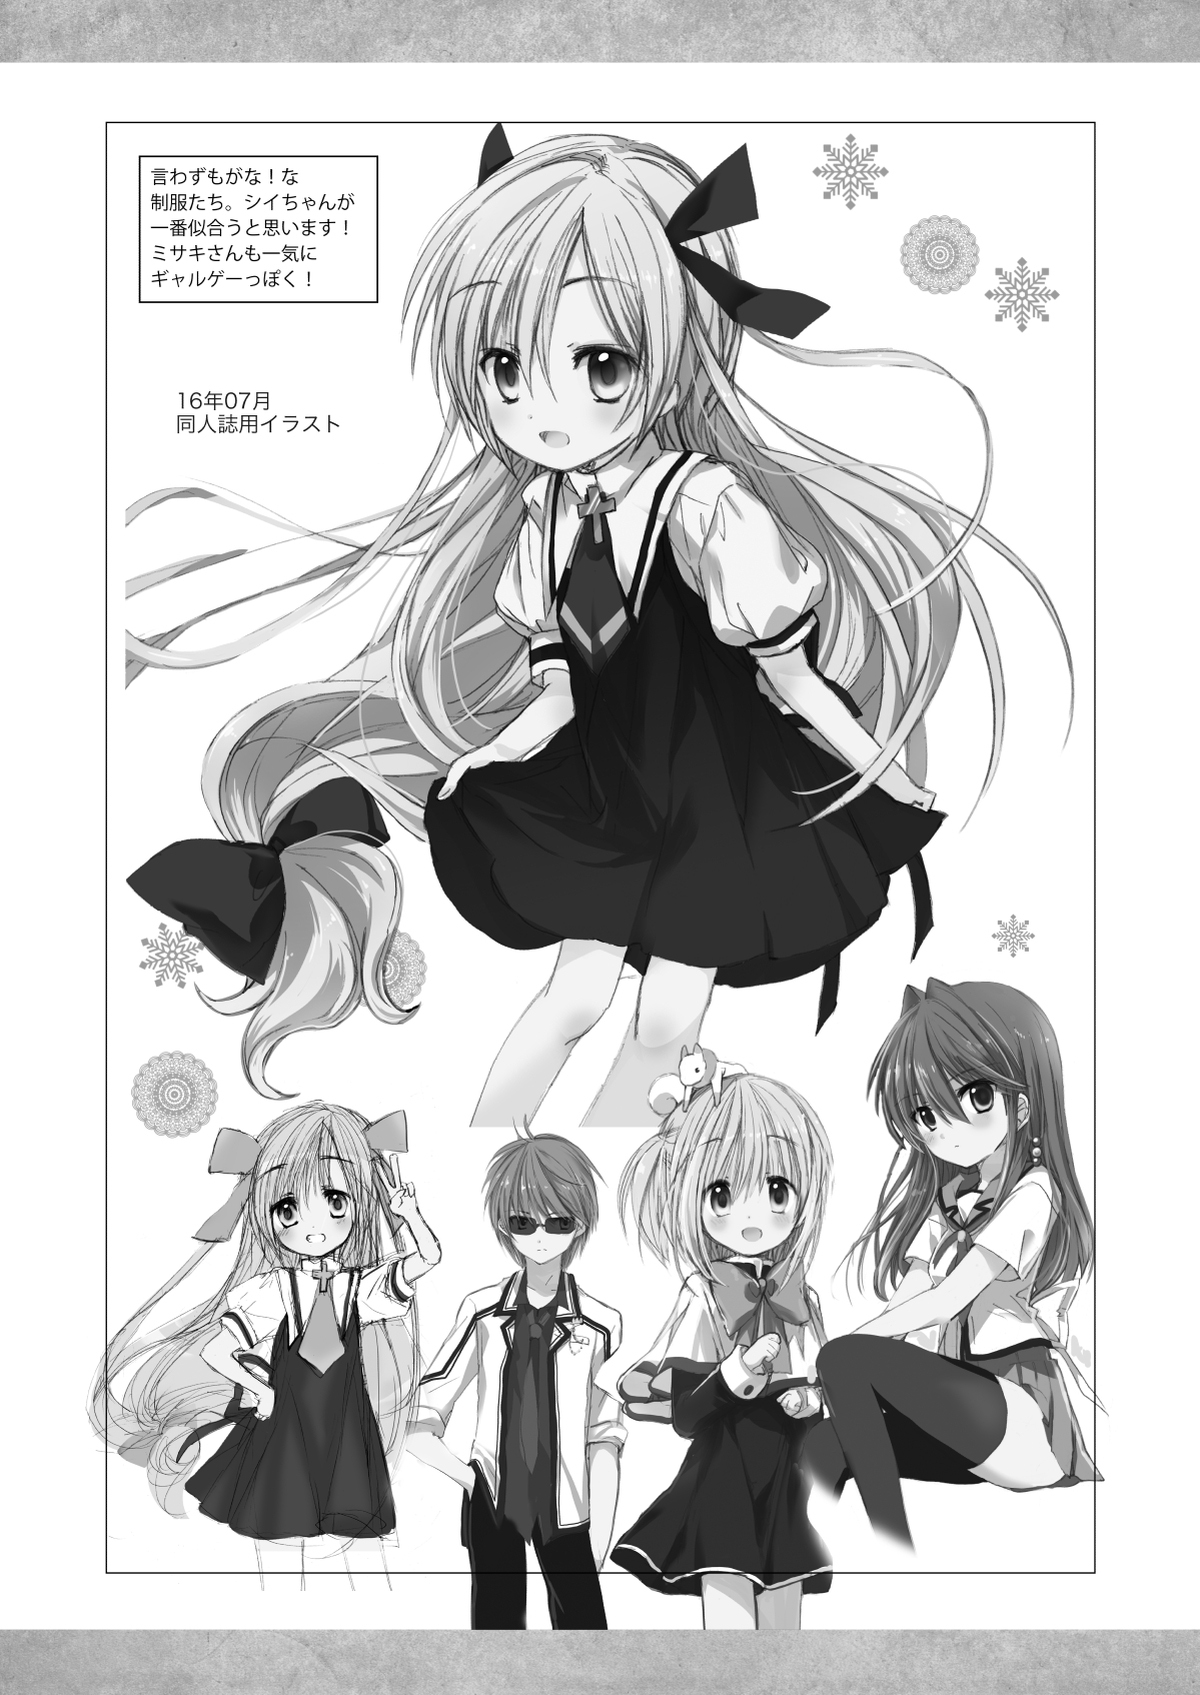 言わずもがな！な
制服たち。シイちゃんが
一番似合うと思います！
ミサキさんも一気に
ギャルゲーっぽく！
16年07月
同人誌用イラスト